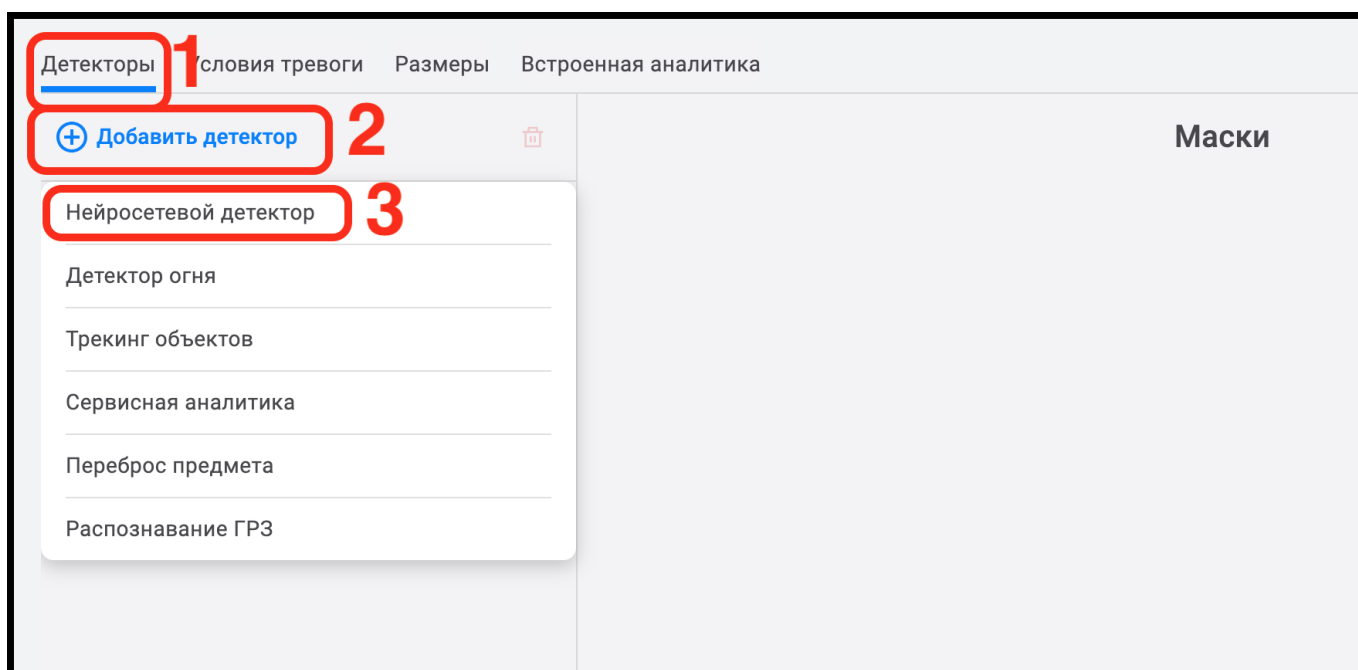 Детекторы 1 Условия тревоги Размеры Встроенная аналитика
Добавить детектор 2 Маски
Нейросетевой детектор 3
Детектор огня
Трекинг объектов
Сервисная аналитика
Переброс предмета
Распознавание ГРЗ